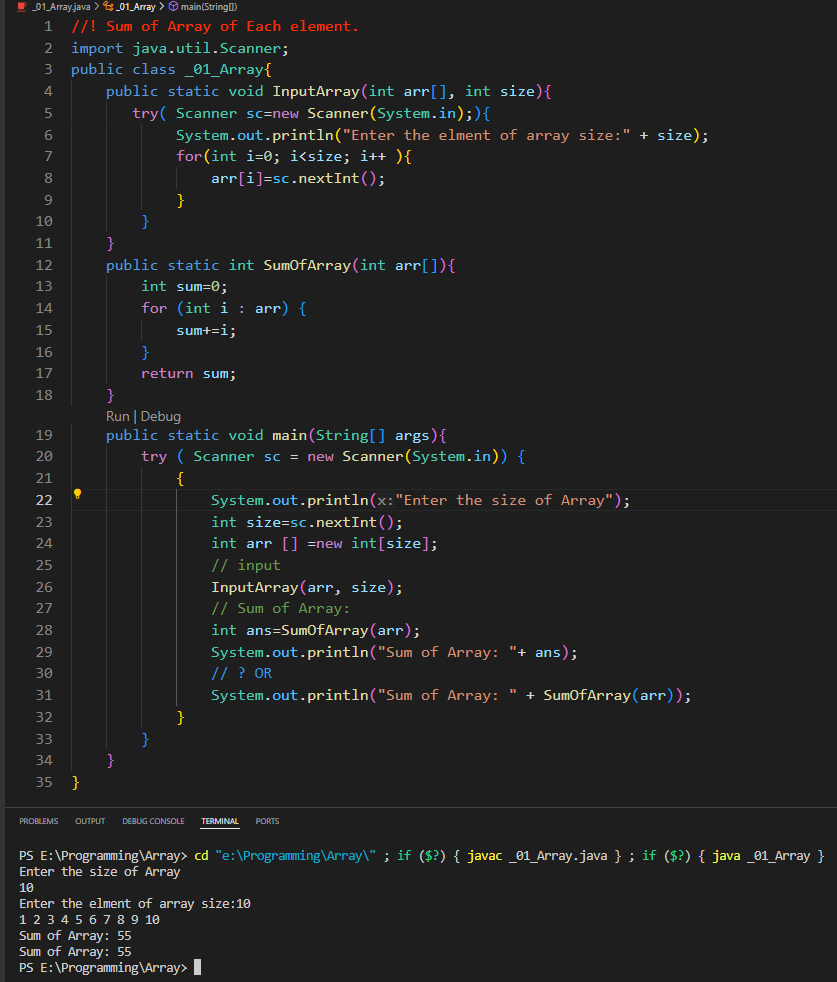 _01_Array.java > _01_Array > main(String[])
1 //! Sum of Array of Each element.
2 import java.util.Scanner;
3 public class _01_Array{
4     public static void InputArray(int arr[], int size){
5        try( Scanner sc=new Scanner(System.in);){
6             System.out.println("Enter the elment of array size:" + size);
7             for(int i=0; i<size; i++ ){
8                 arr[i]=sc.nextInt();
9             }
10         }
11     }
12     public static int SumOfArray(int arr[]){
13         int sum=0;
14         for (int i : arr) {
15             sum+=i;
16         }
17         return sum;
18     }
Run | Debug
19     public static void main(String[] args){
20         try ( Scanner sc = new Scanner(System.in)) {
21             {
22                 System.out.println(x:"Enter the size of Array");
23                 int size=sc.nextInt();
24                 int arr [] =new int[size];
25                 // input
26                 InputArray(arr, size);
27                 // Sum of Array:
28                 int ans=SumOfArray(arr);
29                 System.out.println("Sum of Array: "+ ans);
30                 // ? OR
31                 System.out.println("Sum of Array: " + SumOfArray(arr));
32             }
33         }
34     }
35 }
PROBLEMS OUTPUT DEBUG CONSOLE TERMINAL PORTS
PS E:\Programming\Array> cd "e:\Programming\Array\" ; if ($?) { javac _01_Array.java } ; if ($?) { java _01_Array }
Enter the size of Array
10
Enter the elment of array size:10
1 2 3 4 5 6 7 8 9 10
Sum of Array: 55
Sum of Array: 55
PS E:\Programming\Array>